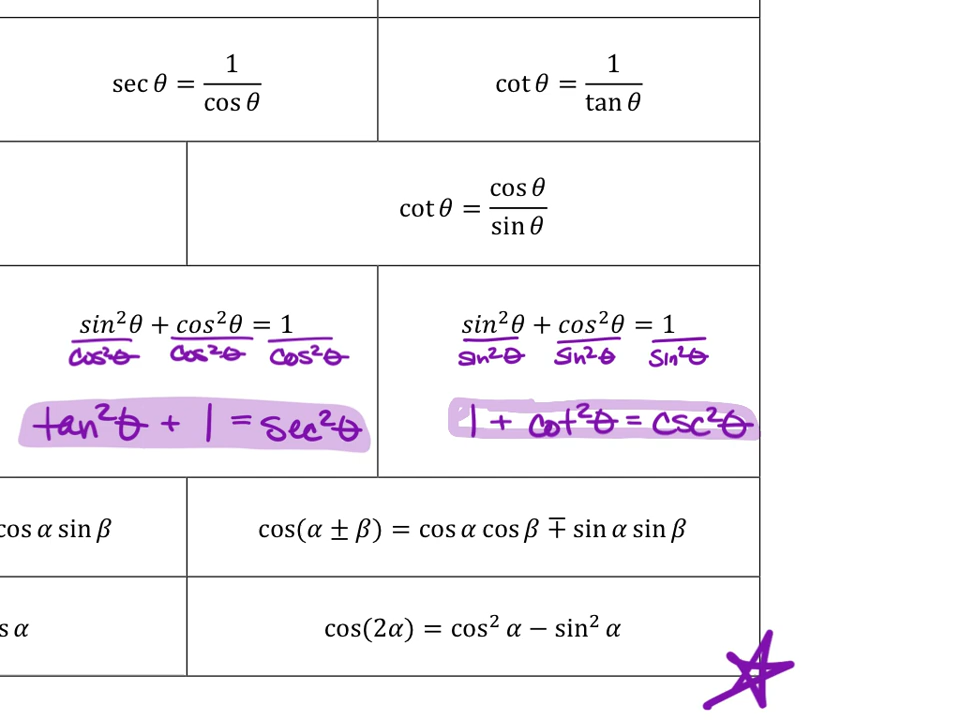 sec θ = 1/cos θ
cot θ = 1/tan θ
cot θ = cos θ/sin θ
sin²θ + cos²θ = 1
cos²θ cos²θ cos²θ
tan²θ + 1 = sec²θ
sin²θ + cos²θ = 1
sin²θ sin²θ sin²θ
1 + cot²θ = csc²θ
cos α sin β
cos(α ± β) = cos α cos β ∓ sin α sin β
s α
cos(2α) = cos² α − sin² α